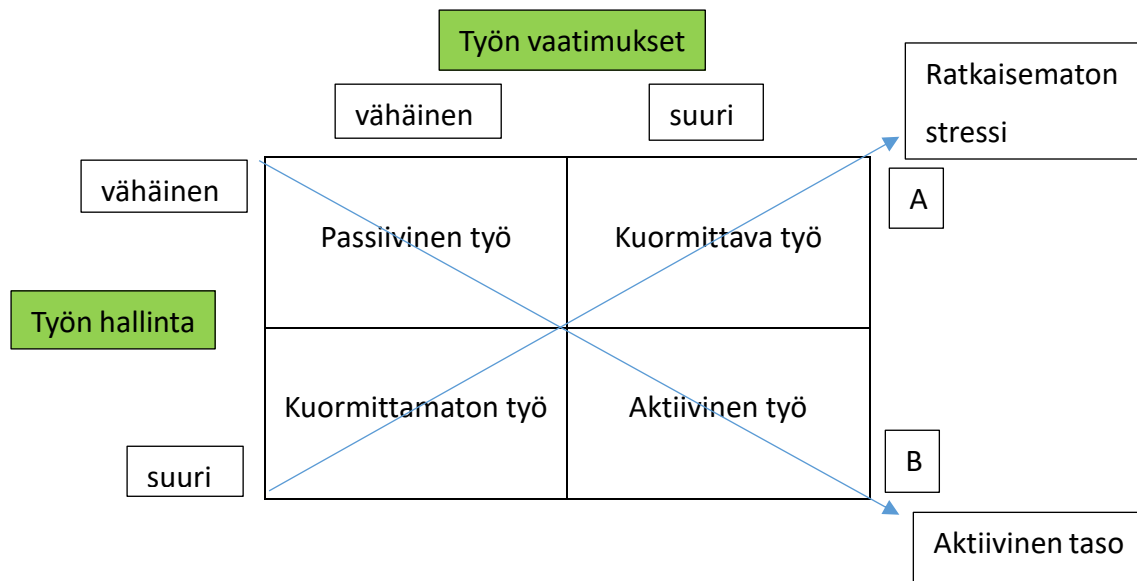 Työn vaatimukset
Ratkaisematon
stressi
vähäinen
suuri
vähäinen
A
Passiivinen työ
Kuormittava työ
Työn hallinta
Kuormittamaton työ
Aktiivinen työ
suuri
B
Aktiivinen taso